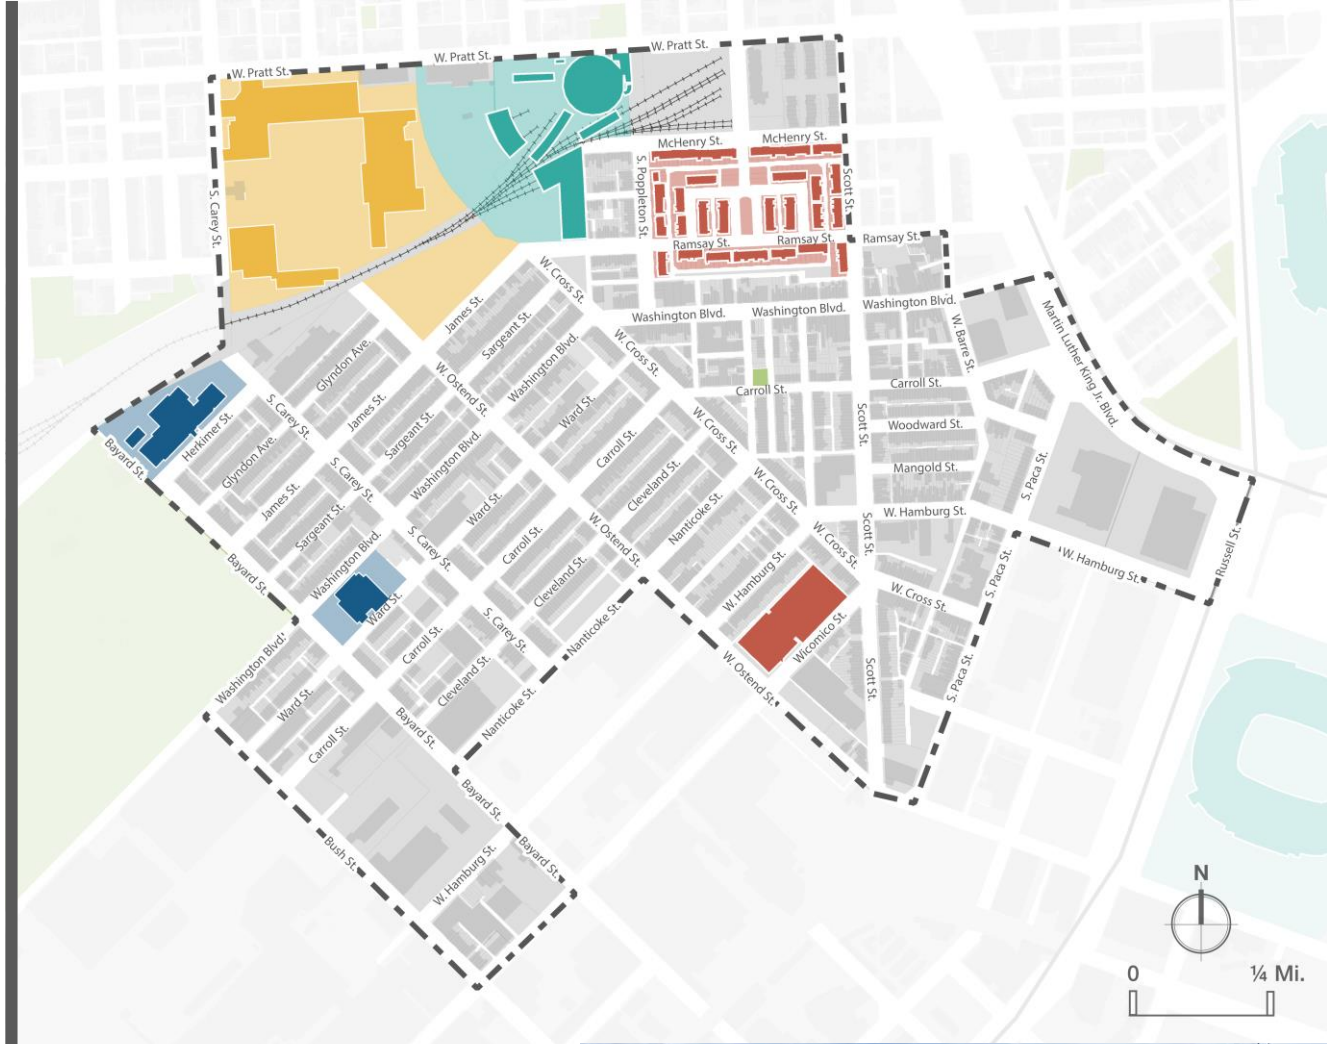 W. Pratt St.
W. Pratt St.
W. Pratt St.
McHenry St.
McHenry St.
S. Carey St.
S. Poppleton St.
Scott St.
Ramsay St.
Ramsay St.
Ramsay St.
W. Cross St.
James St.
Sargeant St.
Washington Blvd.
Washington Blvd.
Washington Blvd.
Washington Blvd.
W. Barre St.
Martin Luther King Jr. Blvd.
Glyndon Ave.
W. Cross St.
W. Ostend St.
James St.
Ward St.
Carroll St.
Carroll St.
S. Carey St.
Herkimer St.
Bayard St.
Glyndon Ave.
Sargeant St.
Washington Blvd.
Carroll St.
W. Cross St.
Scott St.
Woodward St.
Mangold St.
S. Paca St.
James St.
S. Carey St.
Ward St.
Cleveland St.
W. Cross St.
Sargeant St.
Nanticoke St.
W. Hamburg St.
W. Ostend St.
S. Carey St.
Carroll St.
W. Cross St.
Scott St.
Washington Blvd.
Bayard St.
Cleveland St.
W. Hamburg St.
W. Cross St.
S. Paca St.
W. Hamburg St.
Russell St.
Ward St.
Carroll St.
S. Carey St.
Nanticoke St.
Wicomico St.
Washington Blvd.
Cleveland St.
W. Ostend St.
Scott St.
S. Paca St.
Ward St.
Nanticoke St.
Carroll St.
Bayard St.
Bayard St.
Bush St.
W. Hamburg St.
Bayard St.
N
0
¼ Mi.